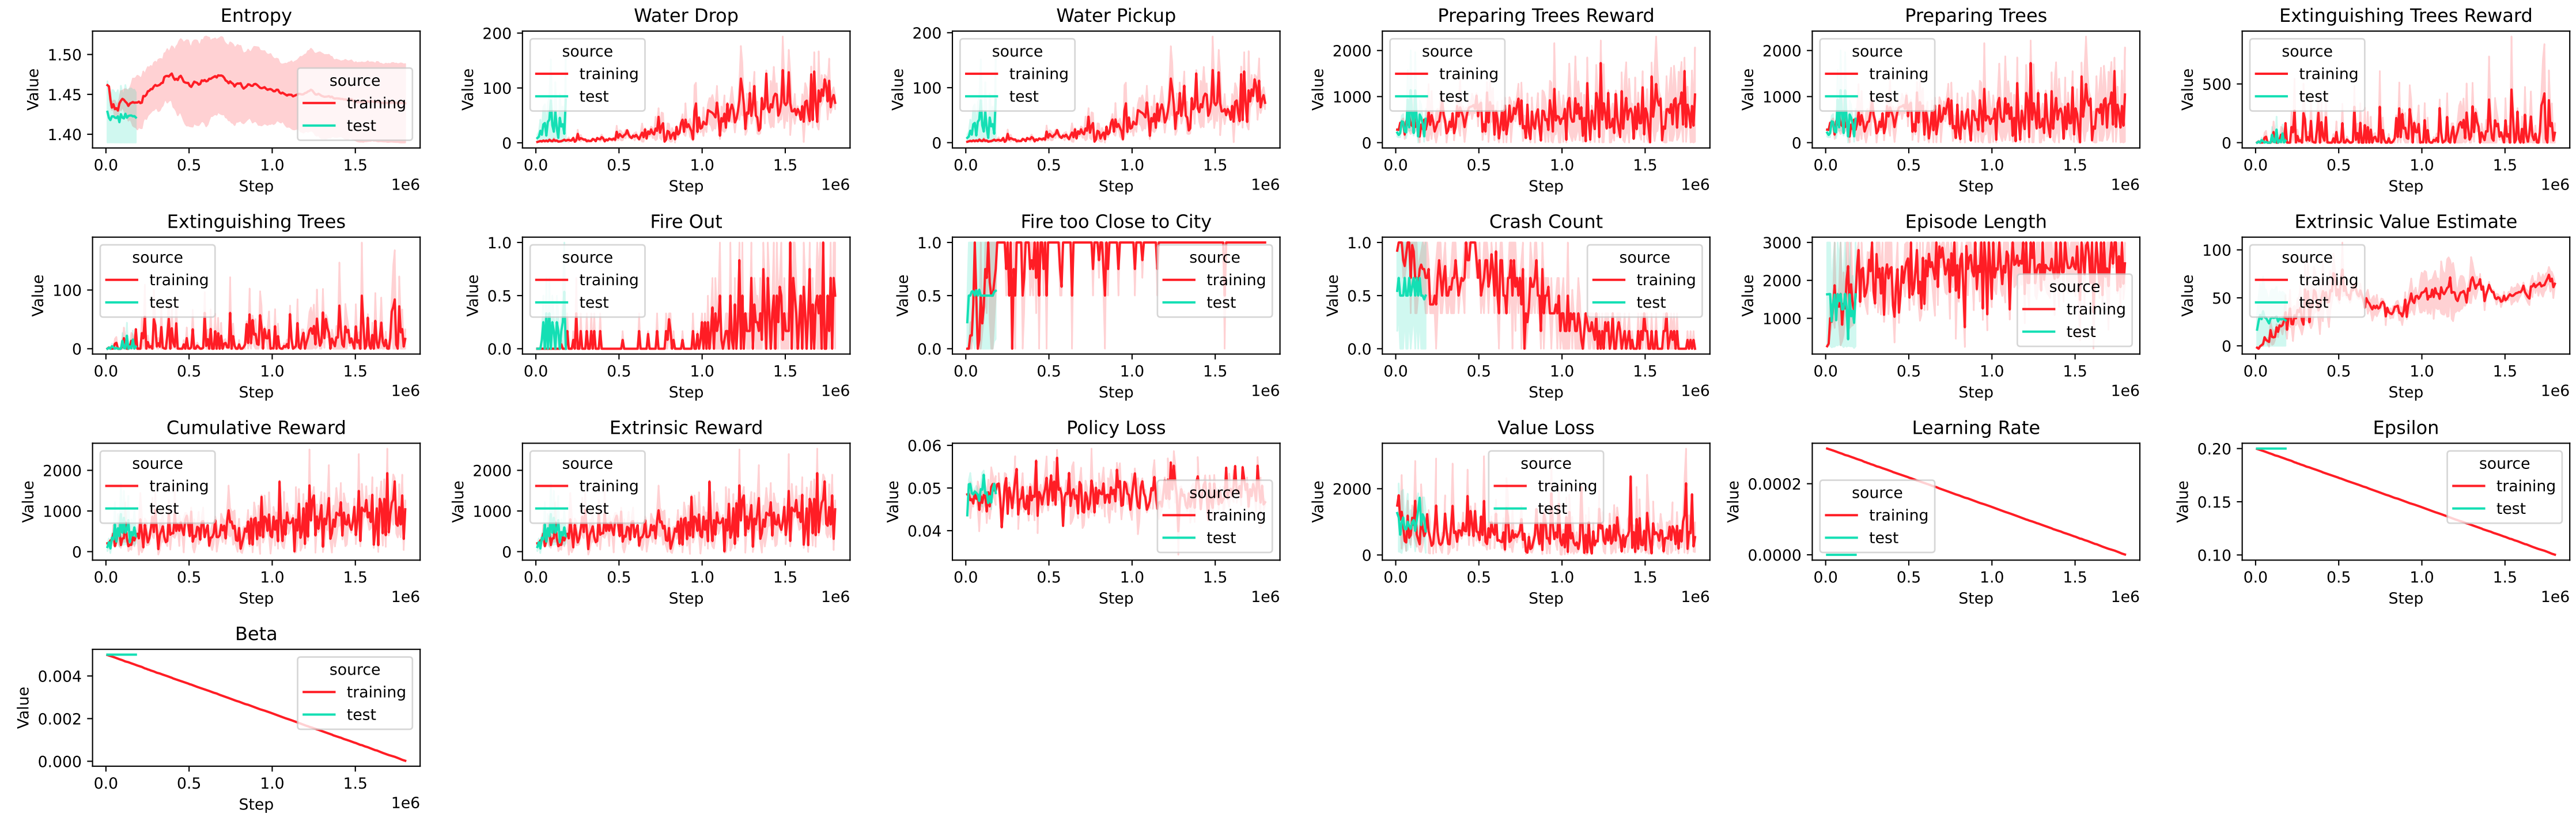 Entropy
Value
1.50
1.45
1.40
source
training
test
0.0 0.5 1.0 1.5
Step
1e6
Water Drop
Value
200
100
0
source
training
test
0.0 0.5 1.0 1.5
Step
1e6
Water Pickup
Value
200
100
0
source
training
test
0.0 0.5 1.0 1.5
Step
1e6
Preparing Trees Reward
Value
2000
1000
0
source
training
test
0.0 0.5 1.0 1.5
Step
1e6
Preparing Trees
Value
2000
1000
0
source
training
test
0.0 0.5 1.0 1.5
Step
1e6
Extinguishing Trees Reward
Value
500
0
source
training
test
0.0 0.5 1.0 1.5
Step
1e6
Extinguishing Trees
Value
100
0
source
training
test
0.0 0.5 1.0 1.5
Step
1e6
Fire Out
Value
1.0
0.5
0.0
source
training
test
0.0 0.5 1.0 1.5
Step
1e6
Fire too Close to City
Value
1.0
0.5
0.0
source
training
test
0.0 0.5 1.0 1.5
Step
1e6
Crash Count
Value
1.0
0.5
0.0
source
training
test
0.0 0.5 1.0 1.5
Step
1e6
Episode Length
Value
3000
2000
1000
source
training
test
0.0 0.5 1.0 1.5
Step
1e6
Extrinsic Value Estimate
Value
100
50
0
source
training
test
0.0 0.5 1.0 1.5
Step
1e6
Cumulative Reward
Value
2000
1000
0
source
training
test
0.0 0.5 1.0 1.5
Step
1e6
Extrinsic Reward
Value
2000
1000
0
source
training
test
0.0 0.5 1.0 1.5
Step
1e6
Policy Loss
Value
0.06
0.05
0.04
source
training
test
0.0 0.5 1.0 1.5
Step
1e6
Value Loss
Value
2000
0
source
training
test
0.0 0.5 1.0 1.5
Step
1e6
Learning Rate
Value
0.0002
0.0000
source
training
test
0.0 0.5 1.0 1.5
Step
1e6
Epsilon
Value
0.20
0.15
0.10
source
training
test
0.0 0.5 1.0 1.5
Step
1e6
Beta
Value
0.004
0.002
0.000
source
training
test
0.0 0.5 1.0 1.5
Step
1e6